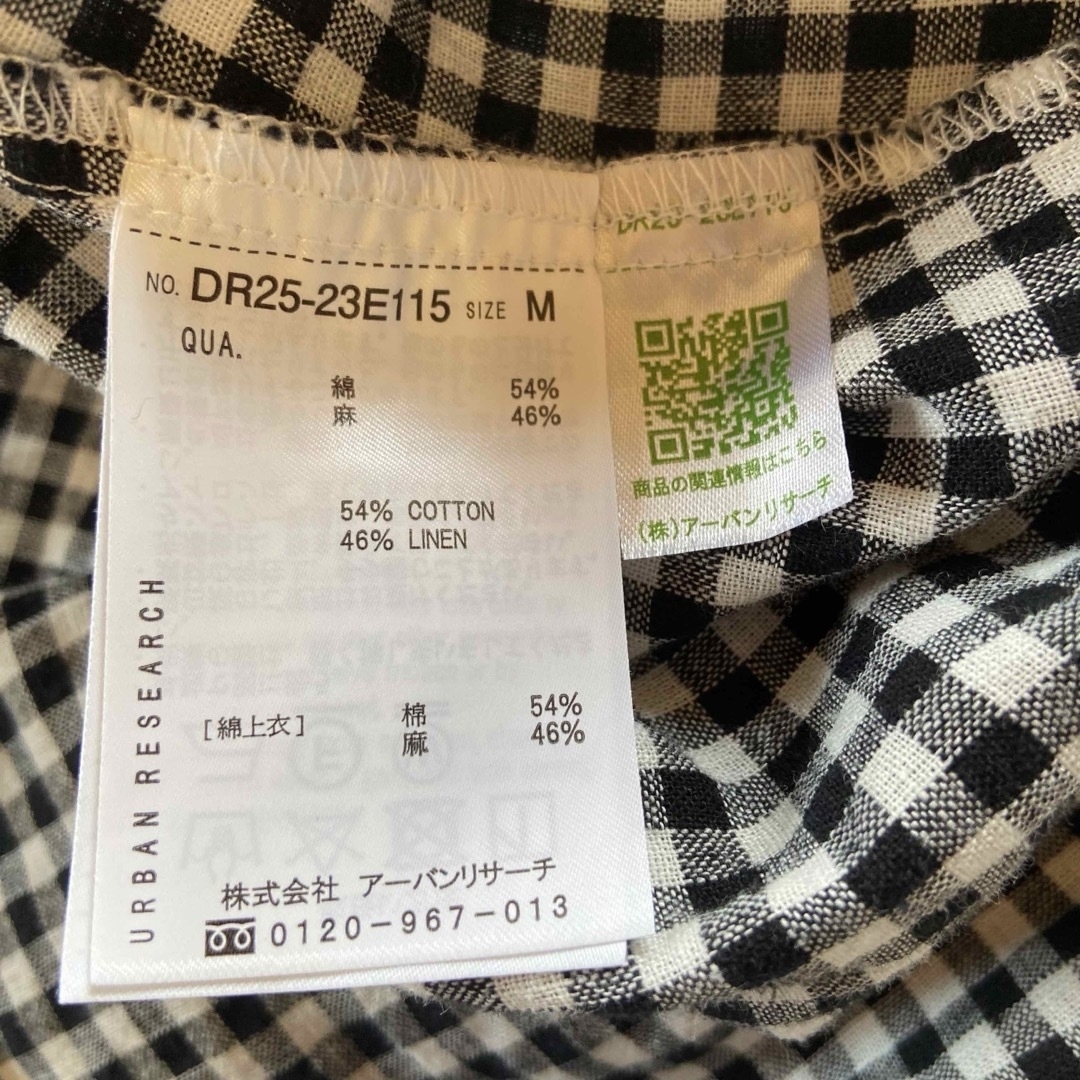 NO. DR25-23E115 SIZE M
QUA.
綿 54%
麻 46%
54% COTTON
46% LINEN
[綿上衣] 棉 54%
麻 46%
URBAN RESEARCH
株式会社 アーバンリサーチ
0120-967-013
商品の関連情報はこちら
(株)アーバンリサーチ